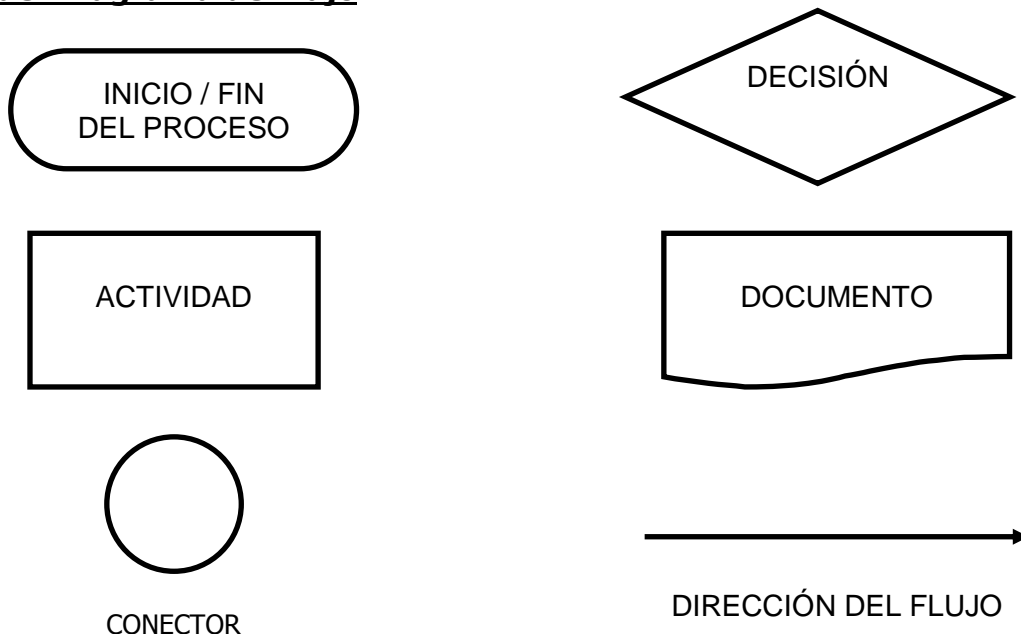 INICIO / FIN
DEL PROCESO
DECISIÓN
ACTIVIDAD
DOCUMENTO
CONECTOR
DIRECCIÓN DEL FLUJO